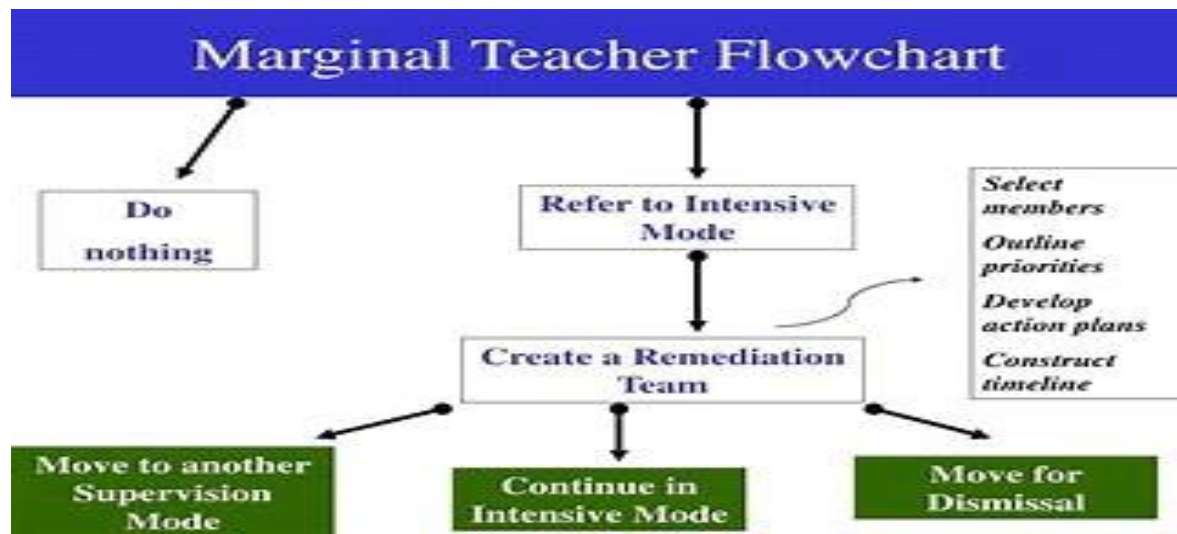 Marginal Teacher Flowchart
Do
nothing
Refer to Intensive
Mode
Select
members
Outline
priorities
Develop
action plans
Construct
timeline
Create a Remediation
Team
Move to another
Supervision
Mode
Continue in
Intensive Mode
Move for
Dismissal